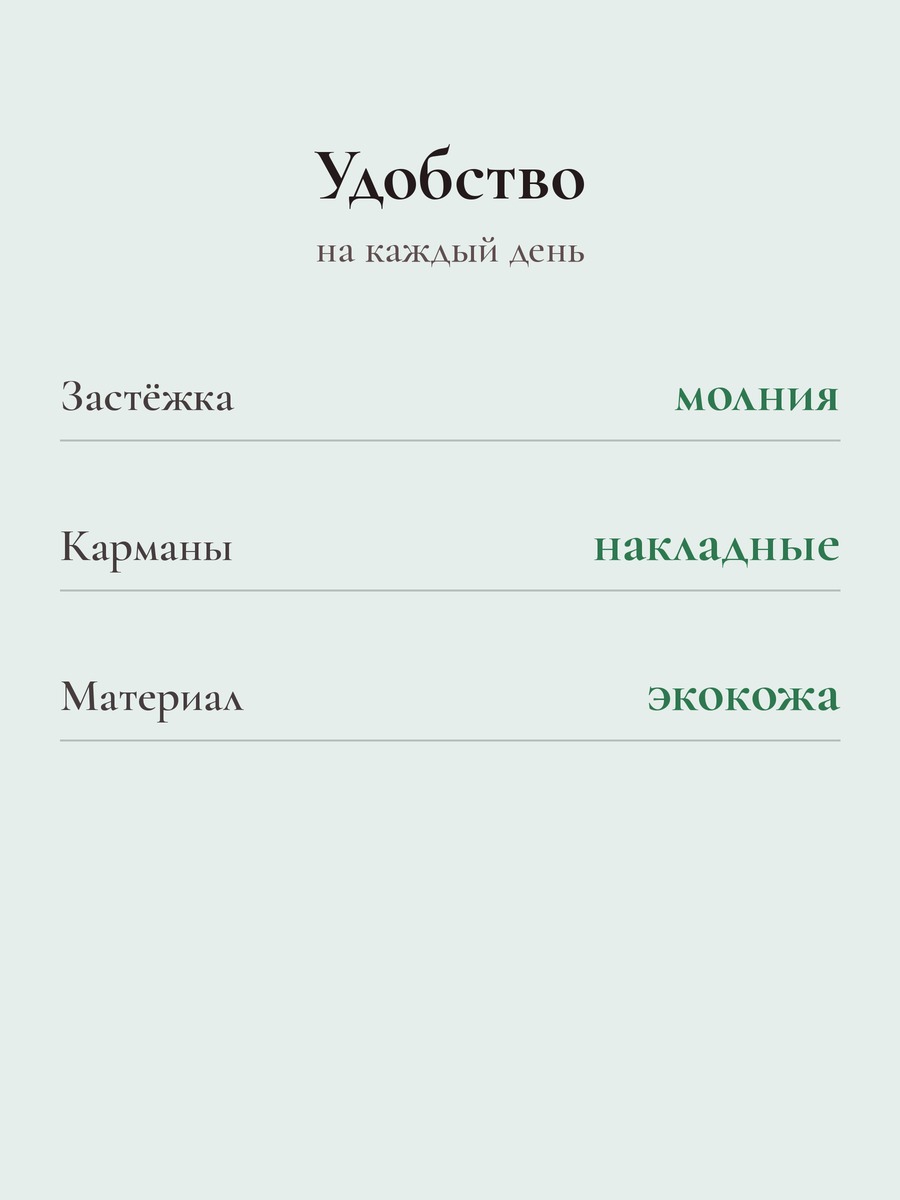 Удобство
на каждый день
Застёжка молния
Карманы накладные
Материал экокожа